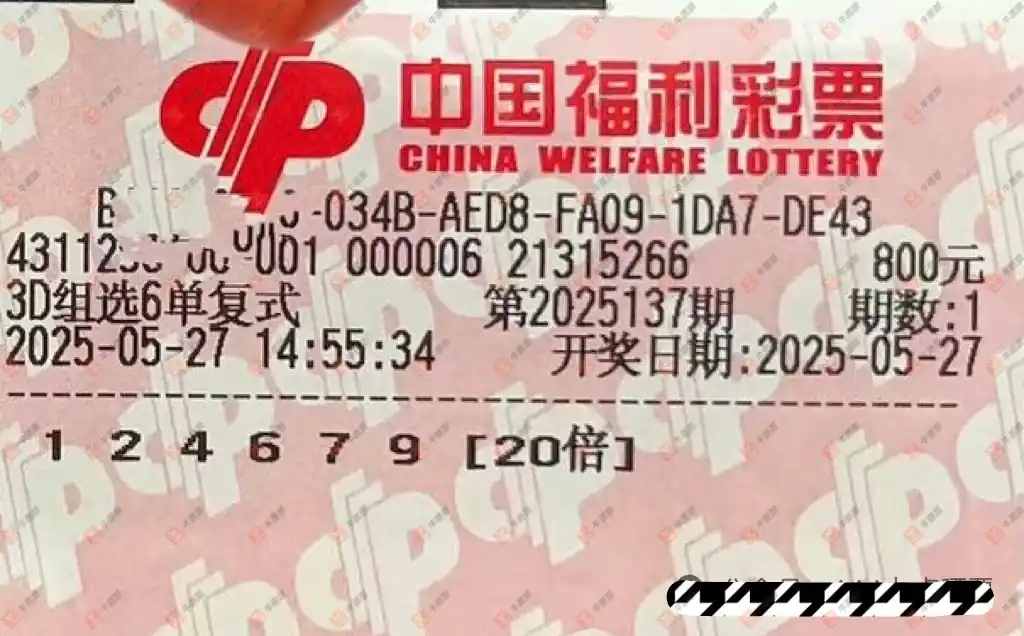 中国福利彩票
CHINA WELFARE LOTTERY
-034B-AED8-FA09-1DA7-DE43
-001 000006 21315266 800元
3D组选6单复式 第2025137期 期数:1
2025-05-27 14:55:34 开奖日期:2025-05-27
1 2 4 6 7 9 [20倍]